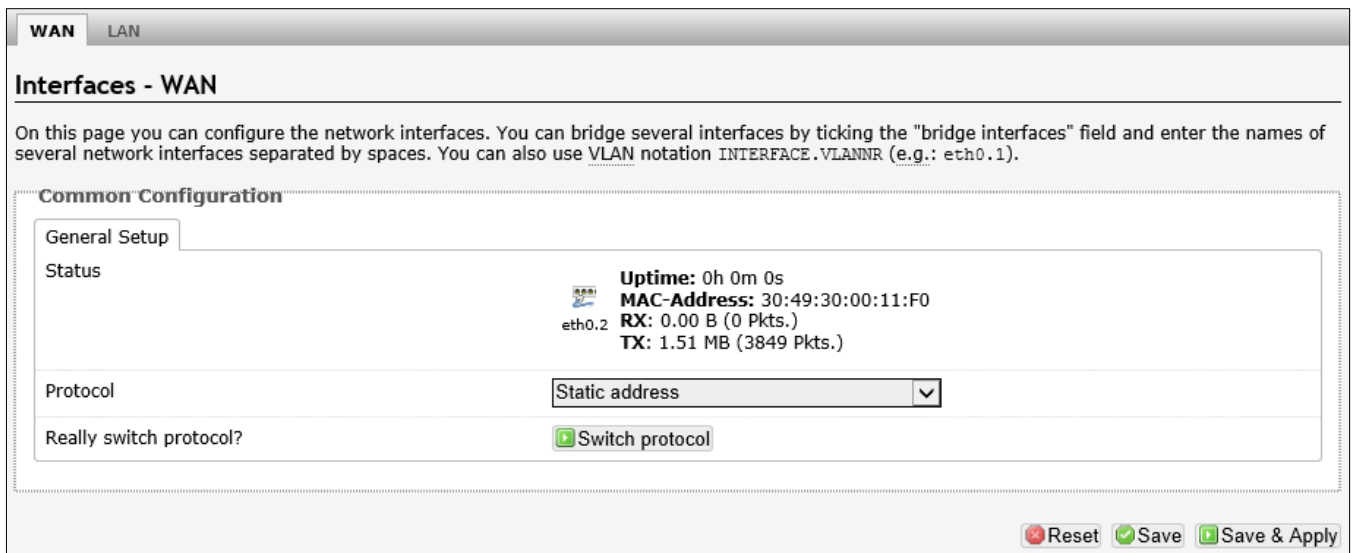 WAN LAN
Interfaces - WAN
On this page you can configure the network interfaces. You can bridge several interfaces by ticking the "bridge interfaces" field and enter the names of
several network interfaces separated by spaces. You can also use VLAN notation INTERFACE.VLANNR (e.g.: eth0.1).
Common Configuration
General Setup
Status
Uptime: 0h 0m 0s
MAC-Address: 30:49:30:00:11:F0
eth0.2 RX: 0.00 B (0 Pkts.)
TX: 1.51 MB (3849 Pkts.)
Protocol Static address
Really switch protocol? Switch protocol
Reset Save Save & Apply